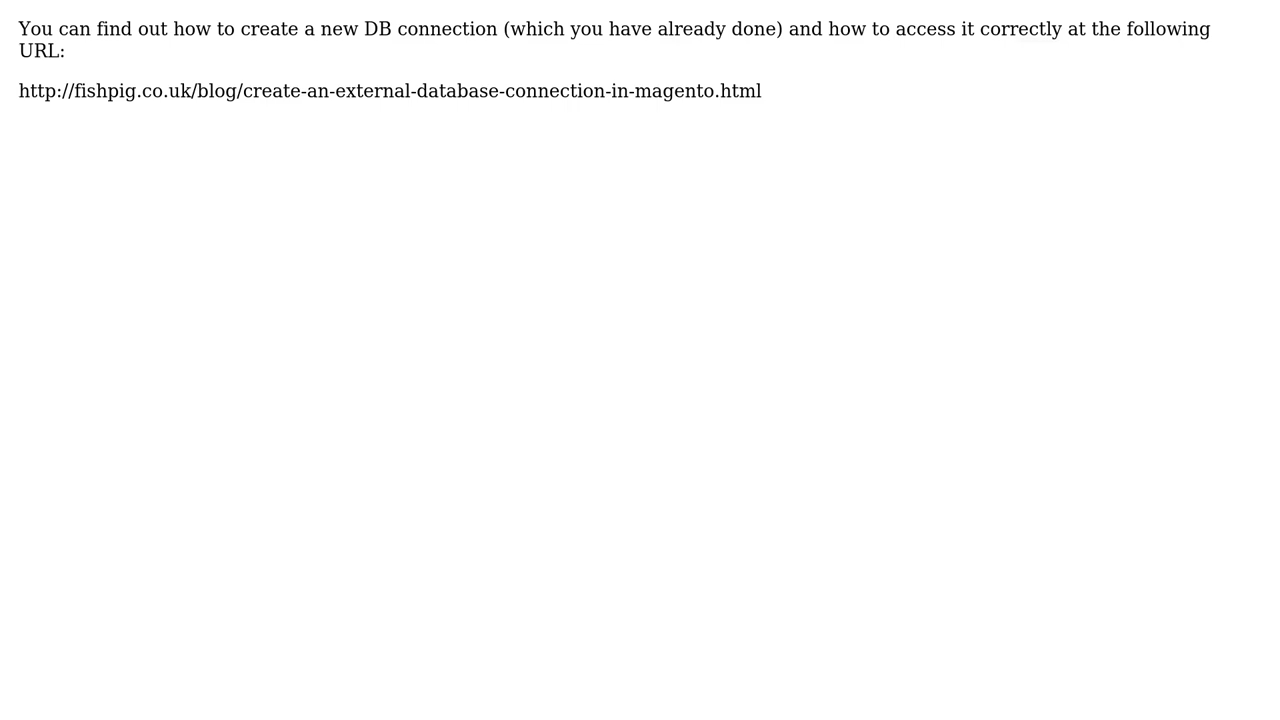 You can find out how to create a new DB connection (which you have already done) and how to access it correctly at the following
URL:
http://fishpig.co.uk/blog/create-an-external-database-connection-in-magento.html